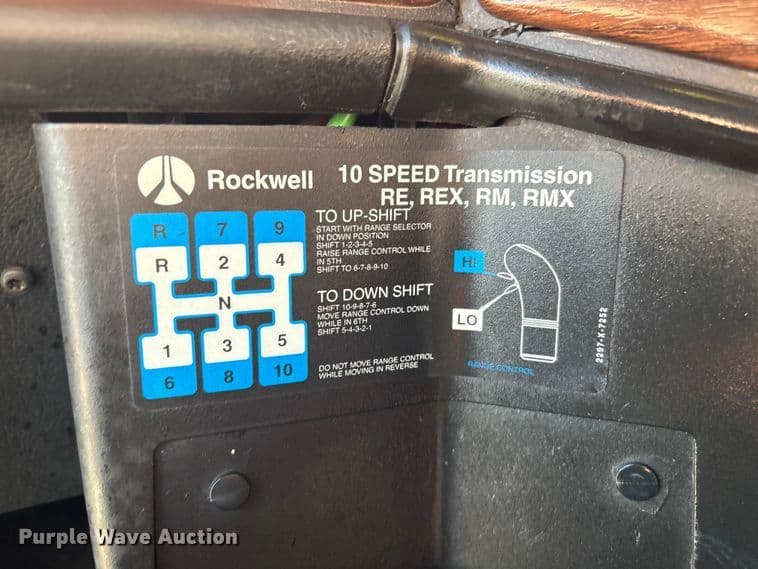 Rockwell
10 SPEED Transmission
RE, REX, RM, RMX
R 7 9
R 2 4
N
1 3 5
6 8 10
TO UP-SHIFT
START WITH RANGE SELECTOR
IN DOWN POSITION
SHIFT 1-2-3-4-5
RAISE RANGE CONTROL WHILE
IN 5TH
SHIFT TO 6-7-8-9-10
TO DOWN SHIFT
SHIFT 10-9-8-7-6
MOVE RANGE CONTROL DOWN
WHILE IN 6TH
SHIFT 5-4-3-2-1
DO NOT MOVE RANGE CONTROL
WHILE MOVING IN REVERSE
HI
LO
RANGE CONTROL
2297-X-7252
Purple Wave Auction